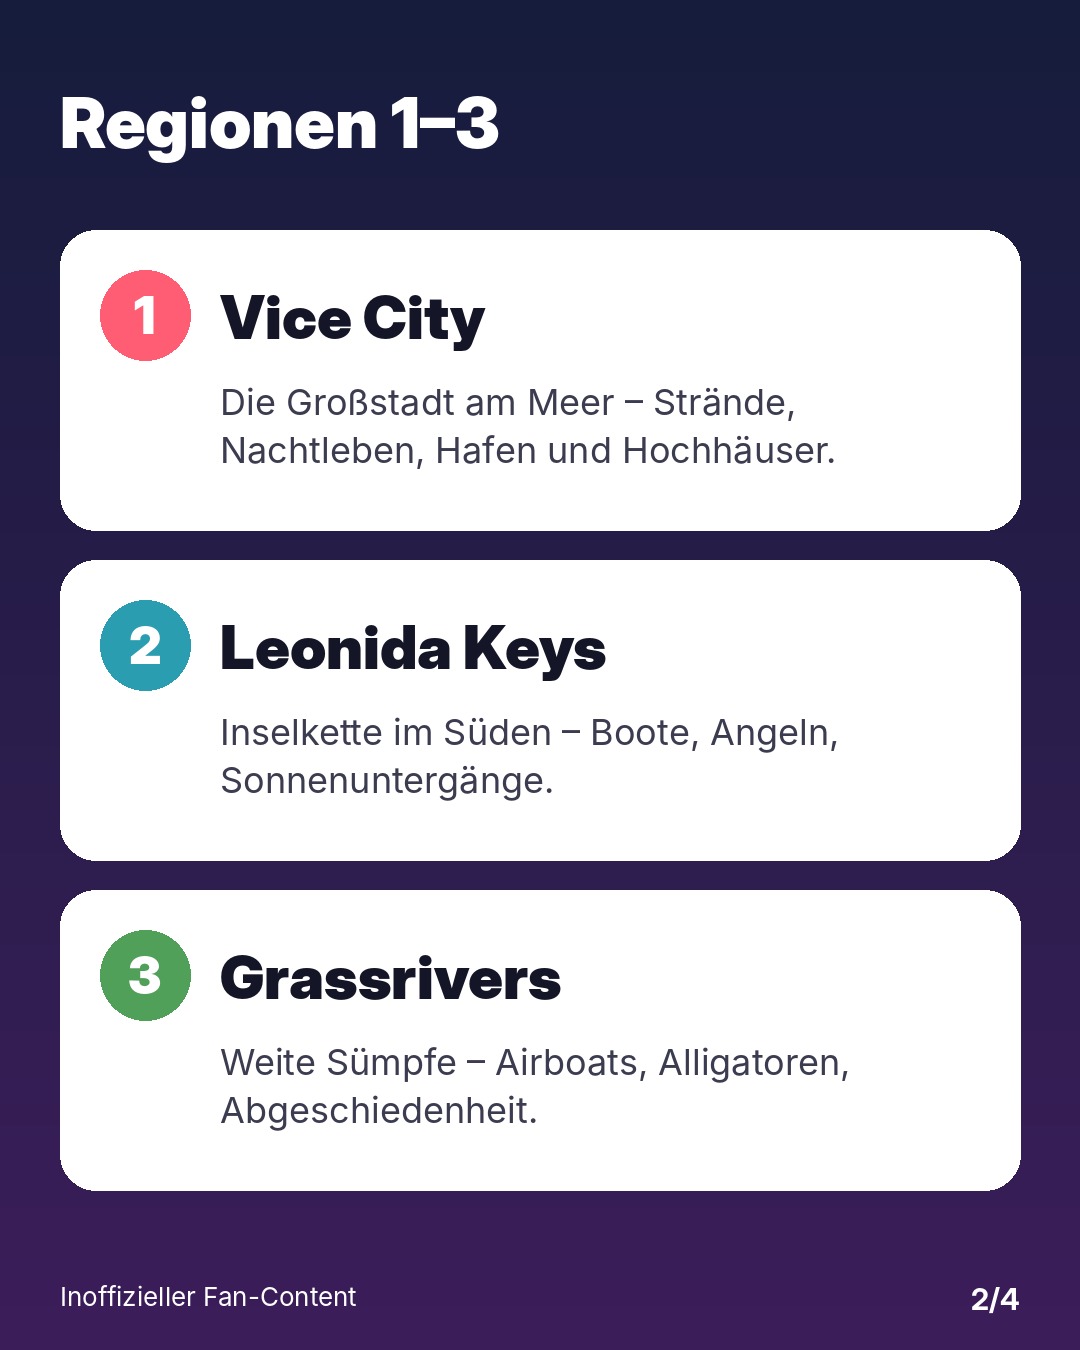 Regionen 1–3
1
Vice City
Die Großstadt am Meer – Strände,
Nachtleben, Hafen und Hochhäuser.
2
Leonida Keys
Inselkette im Süden – Boote, Angeln,
Sonnenuntergänge.
3
Grassrivers
Weite Sümpfe – Airboats, Alligatoren,
Abgeschiedenheit.
Inoffizieller Fan-Content
2/4